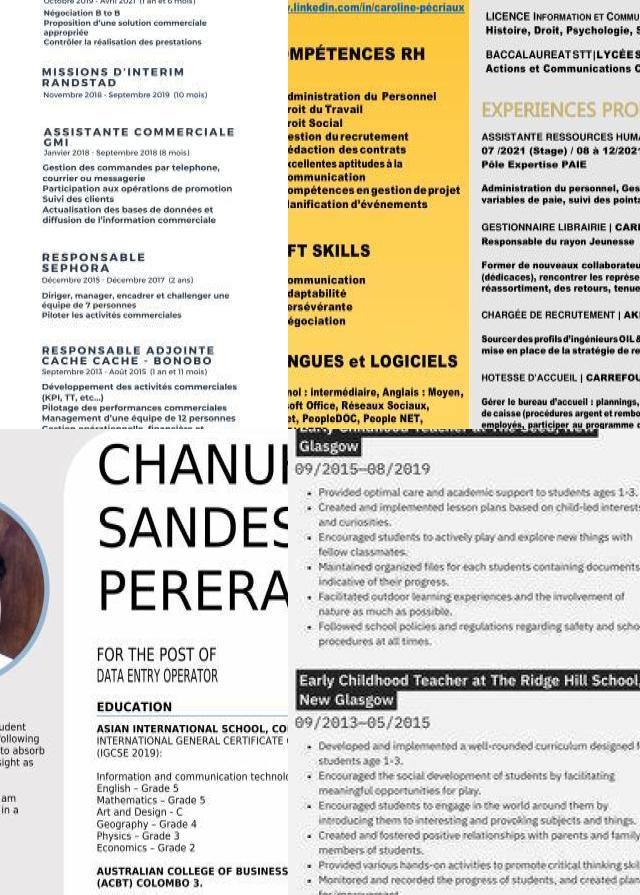 Octobre 2019 - Avril 2021 (1 an et 6 mois)
Négociation B to B
Proposition d'une solution commerciale
appropriée
Contrôler la réalisation des prestations
MISSIONS D'INTERIM
RANDSTAD
Novembre 2018 - Septembre 2019 (10 mois)
ASSISTANTE COMMERCIALE
GMI
Janvier 2018 - Septembre 2018 (8 mois)
Gestion des commandes par telephone,
courrier ou messagerie
Participation aux opérations de promotion
Suivi des clients
Actualisation des bases de données et
diffusion de l'information commerciale
RESPONSABLE
SEPHORA
Décembre 2015 - Décembre 2017 (2 ans)
Diriger, manager, encadrer et challenger une
équipe de 7 personnes
Piloter les activités commerciales
RESPONSABLE ADJOINTE
CACHE CACHE - BONOBO
Septembre 2013 - Août 2015 (1 an et 11 mois)
Développement des activités commerciales
(KPI, TT, etc...)
Pilotage des performances commerciales
Management d'une équipe de 12 personnes
Gestion opérationnelle, financière et
.linkedin.com/in/caroline-pécriaux
MPÉTENCES RH
dministration du Personnel
roit du Travail
roit Social
estion du recrutement
édaction des contrats
xcellentes aptitudes à la
ommunication
ompétences en gestion de projet
lanification d'événements
FT SKILLS
ommunication
daptabilité
ersévérante
égociation
NGUES et LOGICIELS
nol : intermédiaire, Anglais : Moyen,
oft Office, Réseaux Sociaux,
et, PeopleDOC, People NET,
LICENCE INFORMATION ET COMMU
Histoire, Droit, Psychologie, S
BACCALAUREAT STT|LYCÉES
Actions et Communications C
EXPERIENCES PRO
ASSISTANTE RESSOURCES HUMA
07 /2021 (Stage) / 08 à 12/2021
Pôle Expertise PAIE
Administration du personnel, Ges
variables de paie, suivi des pointa
GESTIONNAIRE LIBRAIRIE | CAR
Responsable du rayon Jeunesse
Former de nouveaux collaborateu
(dédicaces), rencontrer les représe
réassortiment, des retours, tenue
CHARGÉE DE RECRUTEMENT | AK
Sourcer des profils d'ingénieurs OIL &
mise en place de la stratégie de re
HOTESSE D'ACCUEIL | CARREFOU
Gérer le bureau d'accueil : plannings,
de caisse (procédures argent et rembo
employés, participer au programme d
CHANU
SANDES
PERERA
FOR THE POST OF
DATA ENTRY OPERATOR
EDUCATION
ASIAN INTERNATIONAL SCHOOL, CO
INTERNATIONAL GENERAL CERTIFICATE
(IGCSE 2019):
Information and communication technolo
English – Grade 5
Mathematics – Grade 5
Art and Design - C
Geography – Grade 4
Physics – Grade 3
Economics – Grade 2
AUSTRALIAN COLLEGE OF BUSINESS
(ACBT) COLOMBO 3.
udent
ollowing
to absorb
sight as
am
in a
Early Childhood Teacher at The Seed, New
Glasgow
09/2015–08/2019
• Provided optimal care and academic support to students ages 1-3.
• Created and implemented lesson plans based on child-led interests
and curiosities.
• Encouraged students to actively play and explore new things with
fellow classmates.
• Maintained organized files for each students containing documents
indicative of their progress.
• Facilitated outdoor learning experiences and the involvement of
nature as much as possible.
• Followed school policies and regulations regarding safety and scho
procedures at all times.
Early Childhood Teacher at The Ridge Hill School,
New Glasgow
09/2013–05/2015
• Developed and implemented a well-rounded curriculum designed f
students age 1-3.
• Encouraged the social development of students by facilitating
meaningful opportunities for play.
• Encouraged students to engage in the world around them by
introducing them to interesting and provoking subjects and things.
• Created and fostered positive relationships with parents and family
members of students.
• Provided various hands-on activities to promote critical thinking skil
• Monitored and recorded the progress of students, and created plan
for improvement.